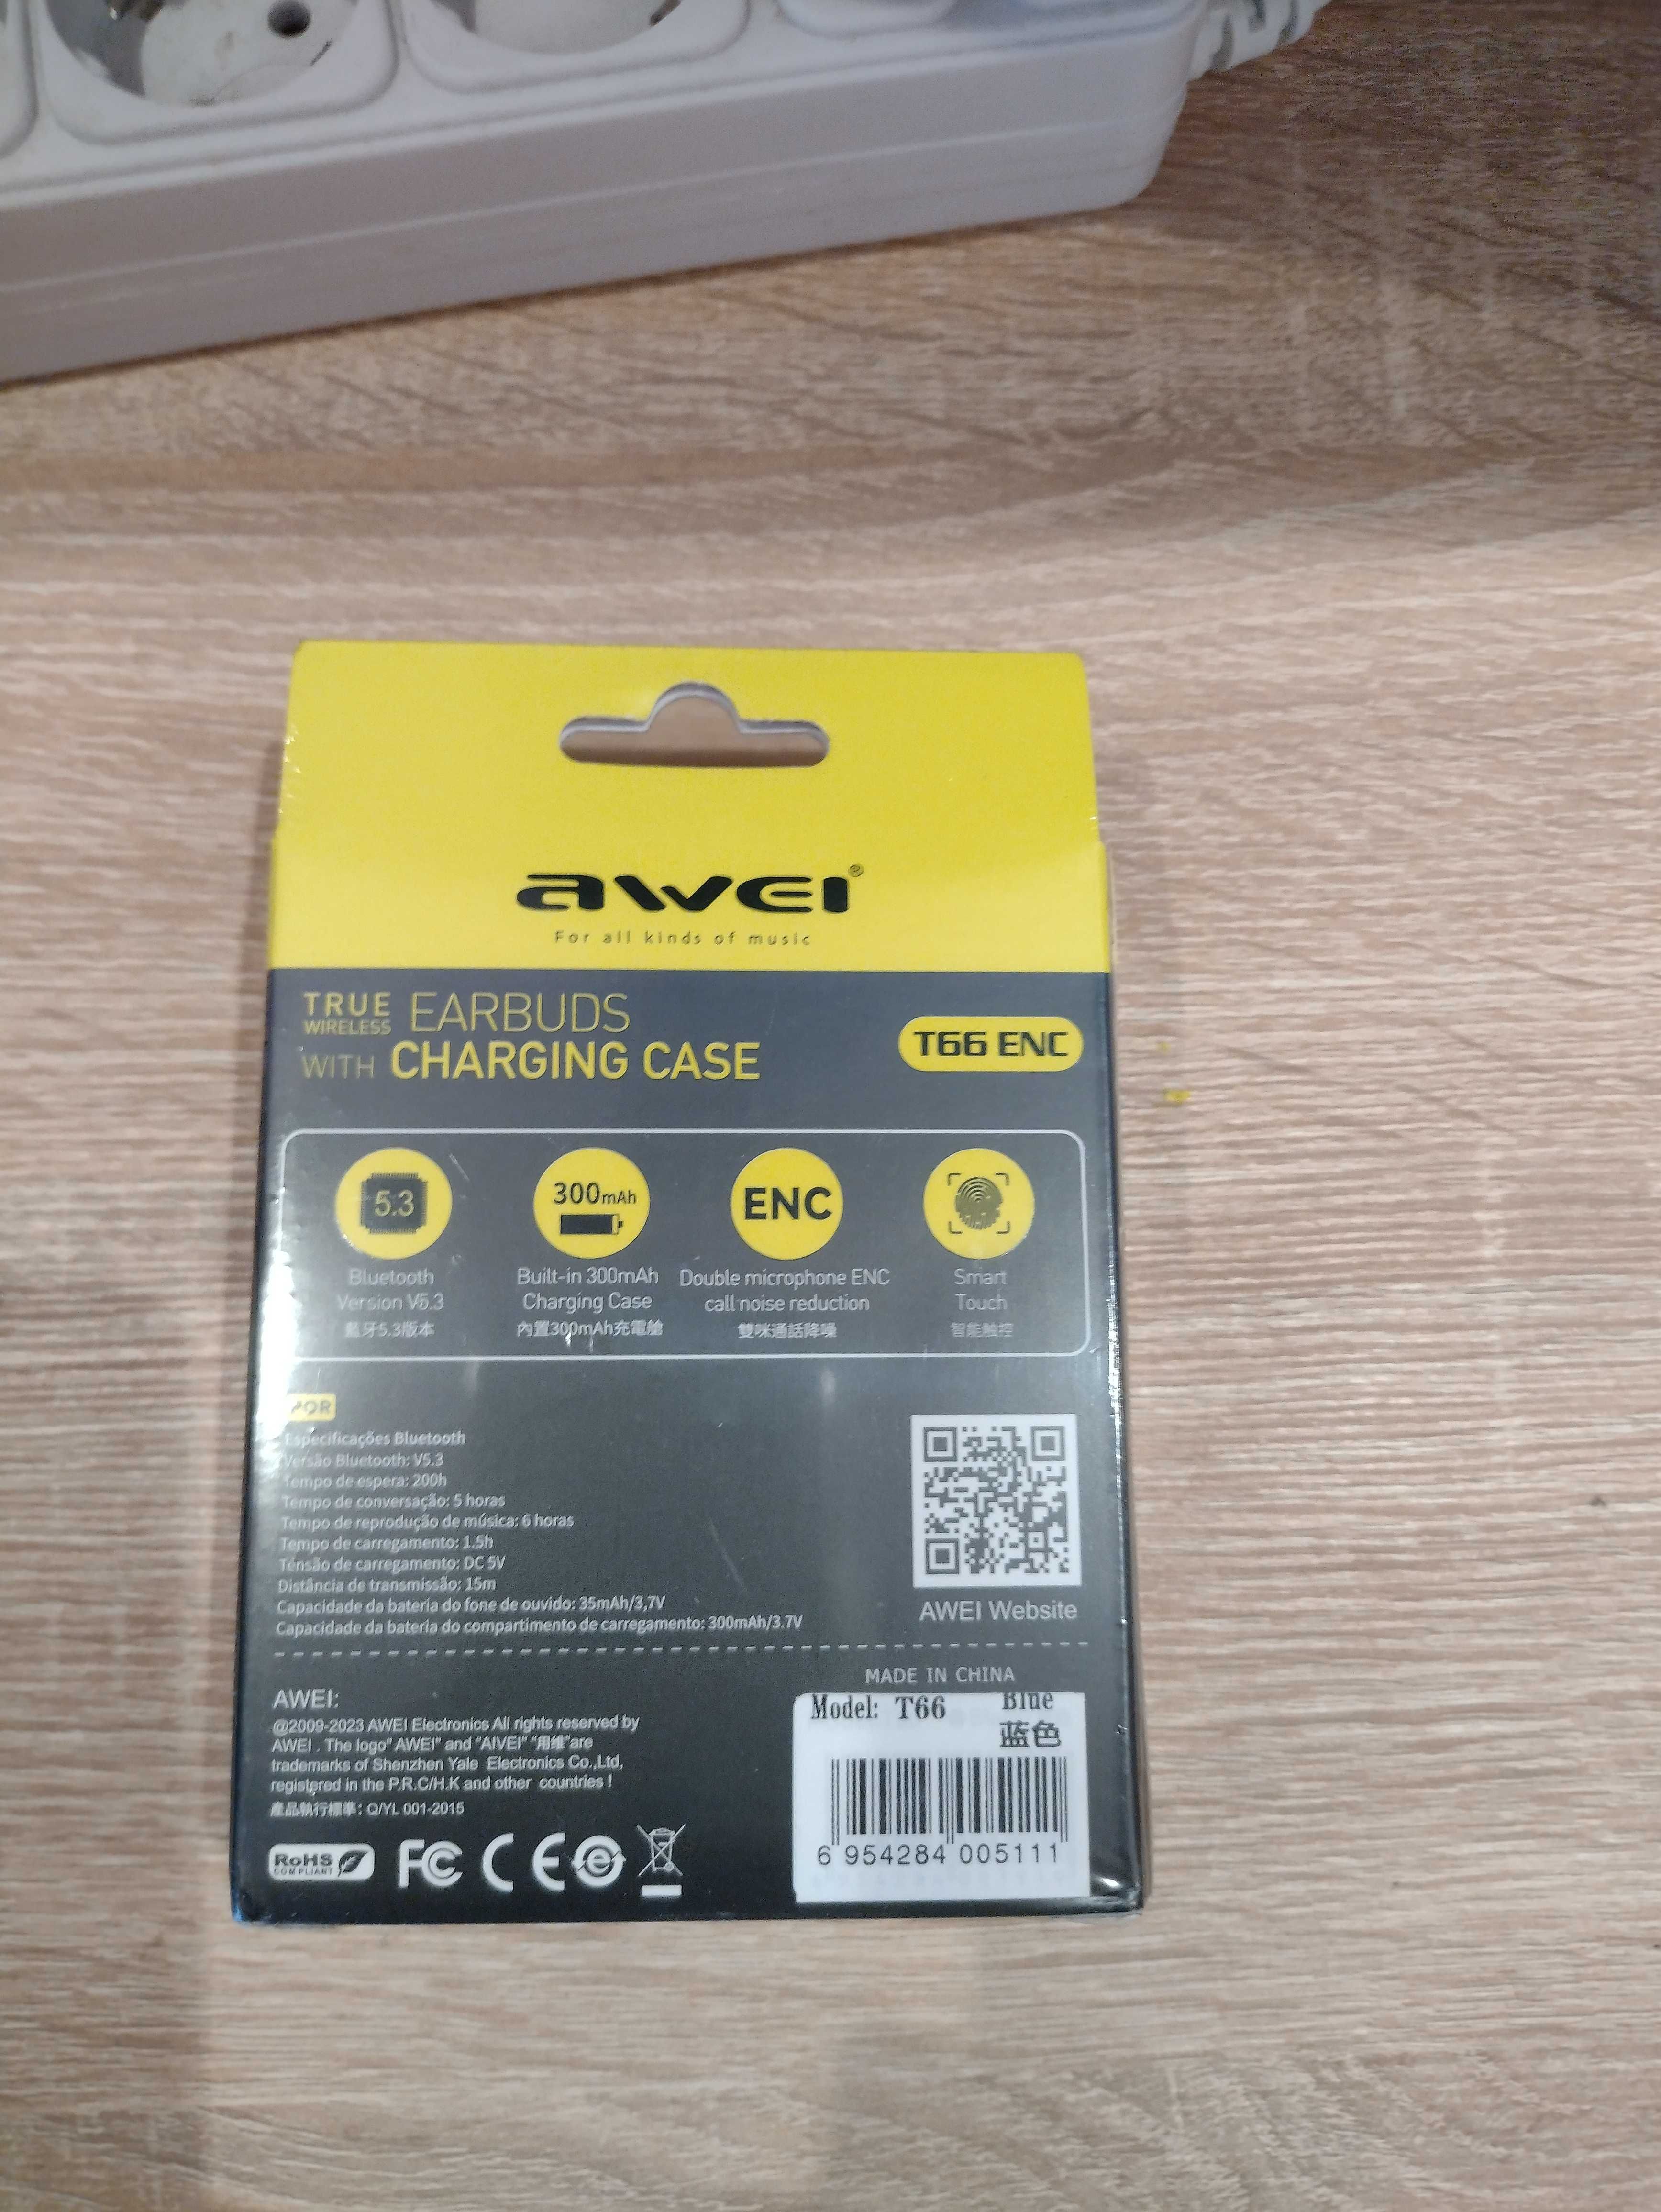 awei®
For all kinds of music
TRUE WIRELESS EARBUDS
WITH CHARGING CASE
T66 ENC
5.3
300mAh
ENC
Bluetooth
Version V5.3
藍牙5.3版本
Built-in 300mAh
Charging Case
內置300mAh充電艙
Double microphone ENC
call noise reduction
雙咪通話降噪
Smart
Touch
智能触控
POR
Especificações Bluetooth
Versão Bluetooth: V5.3
Tempo de espera: 200h
Tempo de conversação: 5 horas
Tempo de reprodução de música: 6 horas
Tempo de carregamento: 1.5h
Ténsão de carregamento: DC 5V
Distância de transmissão: 15m
Capacidade da bateria do fone de ouvido: 35mAh/3,7V
Capacidade da bateria do compartimento de carregamento: 300mAh/3.7V
AWEI Website
AWEI:
@2009-2023 AWEI Electronics All rights reserved by
AWEI . The logo" AWEI" and "AIVEI" "用维"are
trademarks of Shenzhen Yale Electronics Co.,Ltd,
registered in the P.R.C/H.K and other countries !
產品執行標準: Q/YL 001-2015
RoHS
COMPLIANT
FC CE e
MADE IN CHINA
Model: T66 Blue
蓝色
6 954284 005111